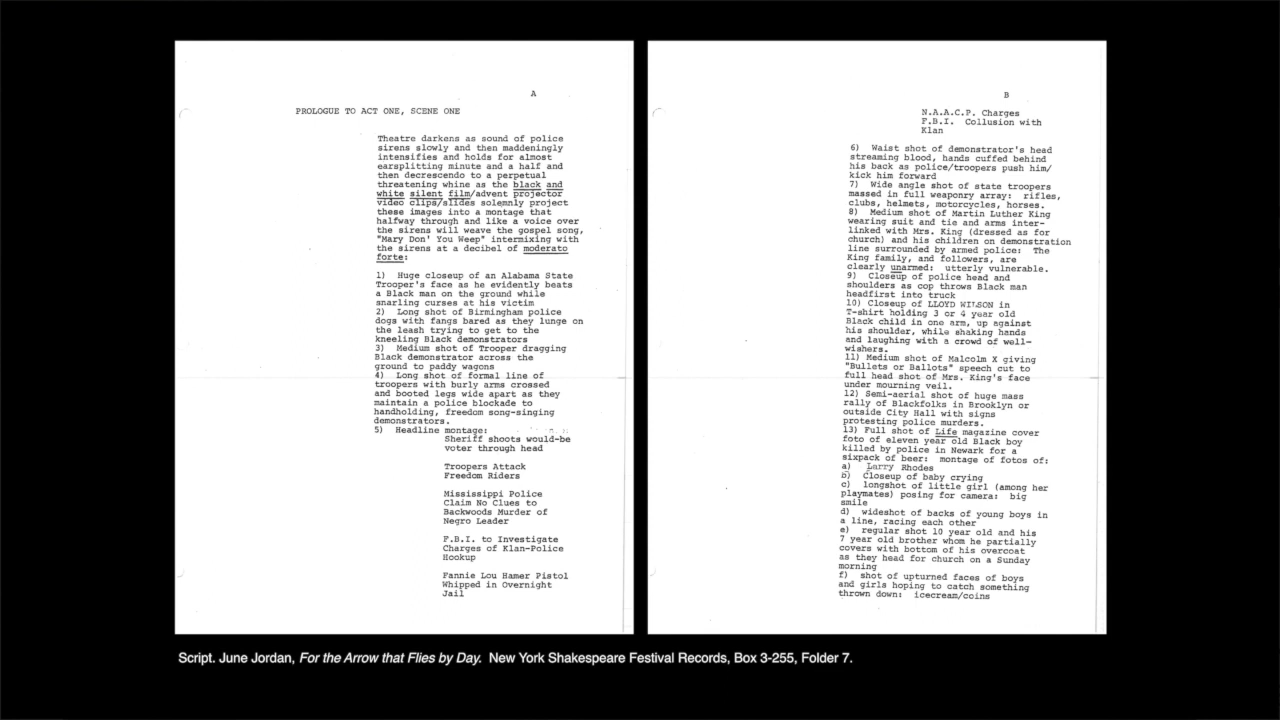 A
PROLOGUE TO ACT ONE, SCENE ONE
Theatre darkens as sound of police
sirens slowly and then maddeningly
intensifies and holds for almost
earsplitting minute and a half and
then decrescendo to a perpetual
threatening whine as the black and
white silent film/advent projector
video clips/slides solemnly project
these images into a montage that
halfway through and like a voice over
the sirens will weave the gospel song,
"Mary Don' You Weep" intermixing with
the sirens at a decibel of moderato
forte:
1) Huge closeup of an Alabama State
Trooper's face as he evidently beats
a Black man on the ground while
snarling curses at his victim
2) Long shot of Birmingham police
dogs with fangs bared as they lunge on
the leash trying to get to the
kneeling Black demonstrators
3) Medium shot of Trooper dragging
Black demonstrator across the
ground to paddy wagons
4) Long shot of formal line of
troopers with burly arms crossed
and booted legs wide apart as they
maintain a police blockade to
handholding, freedom song-singing
demonstrators.
5) Headline montage:
Sheriff shoots would-be
voter through head
Troopers Attack
Freedom Riders
Mississippi Police
Claim No Clues to
Backwoods Murder of
Negro Leader
F.B.I. to Investigate
Charges of Klan-Police
Hookup
Fannie Lou Hamer Pistol
Whipped in Overnight
Jail
B
N.A.A.C.P. Charges
F.B.I. Collusion with
Klan
6) Waist shot of demonstrator's head
streaming blood, hands cuffed behind
his back as police/troopers push him/
kick him forward
7) Wide angle shot of state troopers
massed in full weaponry array: rifles,
clubs, helmets, motorcycles, horses.
8) Medium shot of Martin Luther King
wearing suit and tie and arms inter-
linked with Mrs. King (dressed as for
church) and his children on demonstration
line surrounded by armed police: The
King family, and followers, are
clearly unarmed: utterly vulnerable.
9) Closeup of police head and
shoulders as cop throws Black man
headfirst into truck
10) Closeup of LLOYD WILSON in
T-shirt holding 3 or 4 year old
Black child in one arm, up against
his shoulder, while shaking hands
and laughing with a crowd of well-
wishers.
11) Medium shot of Malcolm X giving
"Bullets or Ballots" speech cut to
full head shot of Mrs. King's face
under mourning veil.
12) Semi-aerial shot of huge mass
rally of Blackfolks in Brooklyn or
outside City Hall with signs
protesting police murders.
13) Full shot of Life magazine cover
foto of eleven year old Black boy
killed by police in Newark for a
sixpack of beer: montage of fotos of:
a) Larry Rhodes
b) Closeup of baby crying
c) longshot of little girl (among her
playmates) posing for camera: big
smile
d) wideshot of backs of young boys in
a line, racing each other
e) regular shot 10 year old and his
7 year old brother whom he partially
covers with bottom of his overcoat
as they head for church on a Sunday
morning
f) shot of upturned faces of boys
and girls hoping to catch something
thrown down: icecream/coins
Script. June Jordan, For the Arrow that Flies by Day. New York Shakespeare Festival Records, Box 3-255, Folder 7.